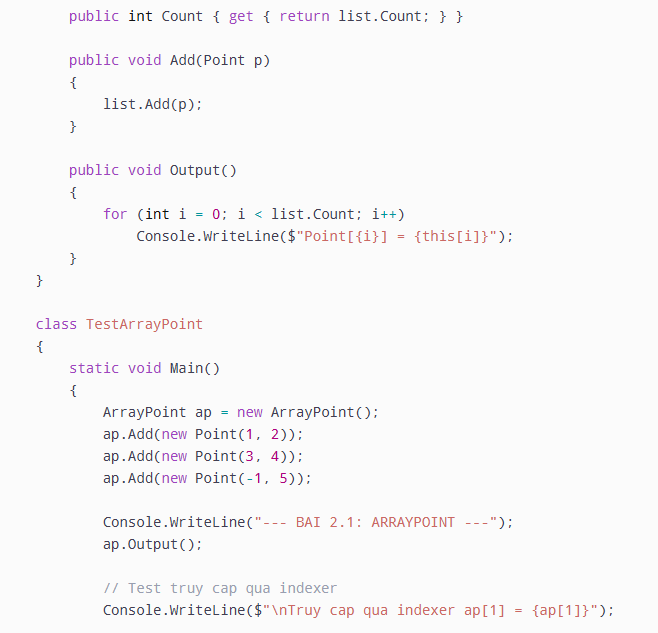 public int Count { get { return list.Count; } }
public void Add(Point p)
{
list.Add(p);
}
public void Output()
{
for (int i = 0; i < list.Count; i++)
Console.WriteLine($"Point[{i}] = {this[i]}");
}
}
class TestArrayPoint
{
static void Main()
{
ArrayPoint ap = new ArrayPoint();
ap.Add(new Point(1, 2));
ap.Add(new Point(3, 4));
ap.Add(new Point(-1, 5));
Console.WriteLine("--- BAI 2.1: ARRAYPOINT ---");
ap.Output();
// Test truy cap qua indexer
Console.WriteLine($"\nTruy cap qua indexer ap[1] = {ap[1]}");